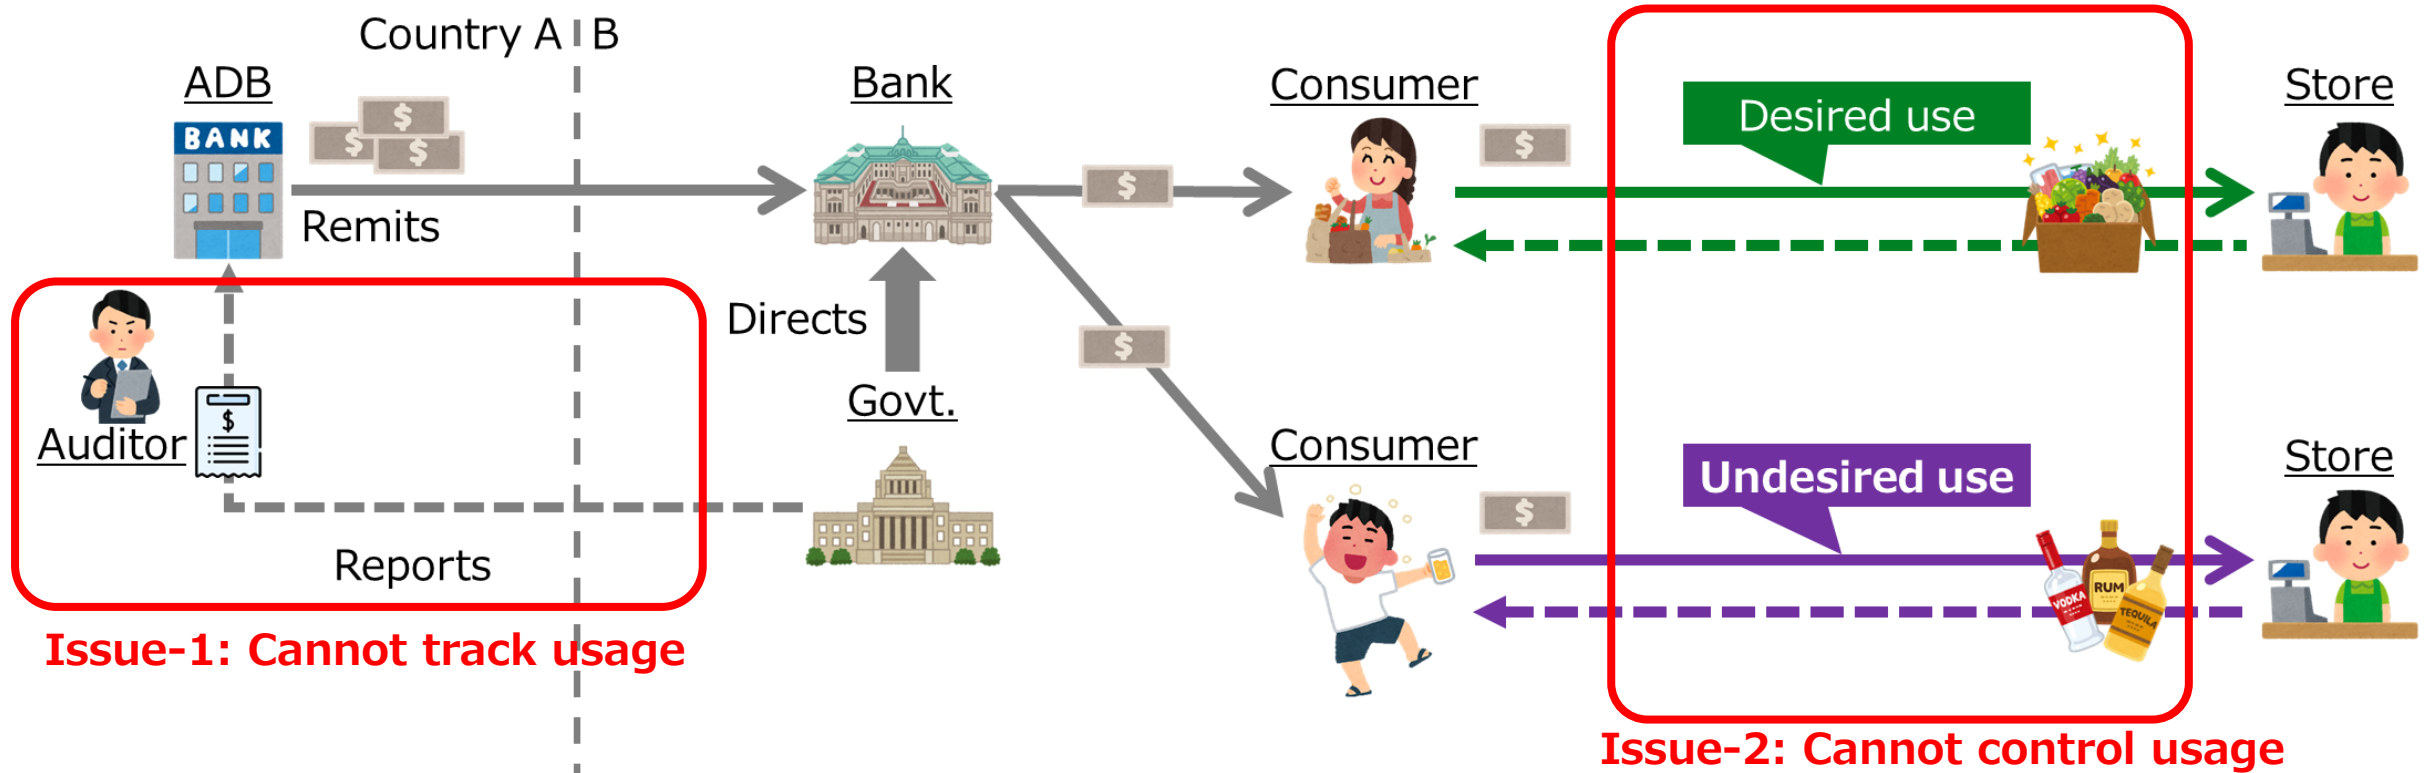 Country A B
ADB
BANK
$
$
$
Remits
Bank
$
$
Consumer
$
Desired use
Store
Directs
Govt.
Auditor
$
Reports
Issue-1: Cannot track usage
Consumer
$
Undesired use
VODKA
RUM
TEQUILA
Store
Issue-2: Cannot control usage